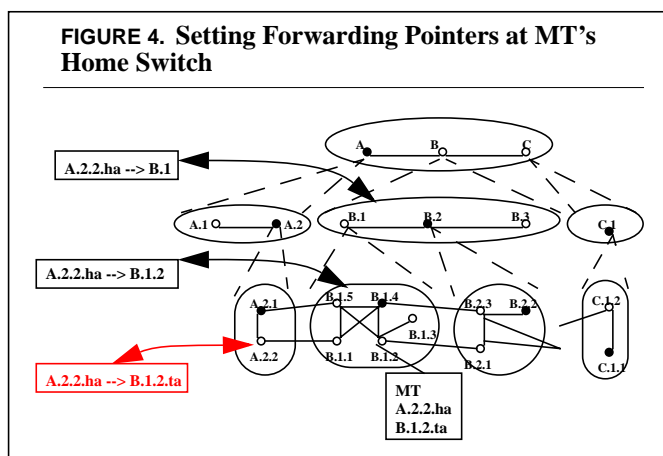 FIGURE 4. Setting Forwarding Pointers at MT's
Home Switch
A B C
A.2.2.ha --> B.1
A.1 A.2 B.1 B.2 B.3 C.1
A.2.2.ha --> B.1.2
A.2.1 B.1.5 B.1.4 B.2.3 B.2.2 C.1.2
B.1.3
A.2.2 B.1.1 B.1.2 B.2.1 C.1.1
A.2.2.ha --> B.1.2.ta
MT
A.2.2.ha
B.1.2.ta